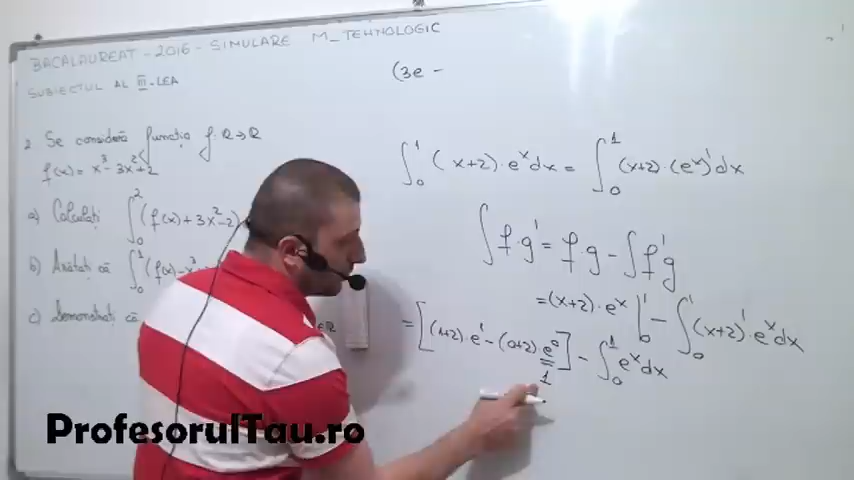 BACALAUREAT - 2016 - SIMULARE M_TEHNOLOGIC
SUBIECTUL AL III-LEA
2 Se consideră funcția f: R→R
f(x) = x³ - 3x² + 2
a) Calculați ∫₀² (f(x) + 3x² - 2)
b) Arătați că ∫₀¹ (f(x) - x³
c) Demonstrați că
ER
(3e -
∫₀¹ (x+2) · eˣ dx = ∫₀¹ (x+2) · (eˣ)' dx
∫ f · g' = f · g - ∫ f' g
= (x+2) · eˣ |₀¹ - ∫₀¹ (x+2)' · eˣ dx
= [(1+2) · e¹ - (0+2) · e⁰] - ∫₀¹ eˣ dx
1
ProfesorulTau.ro